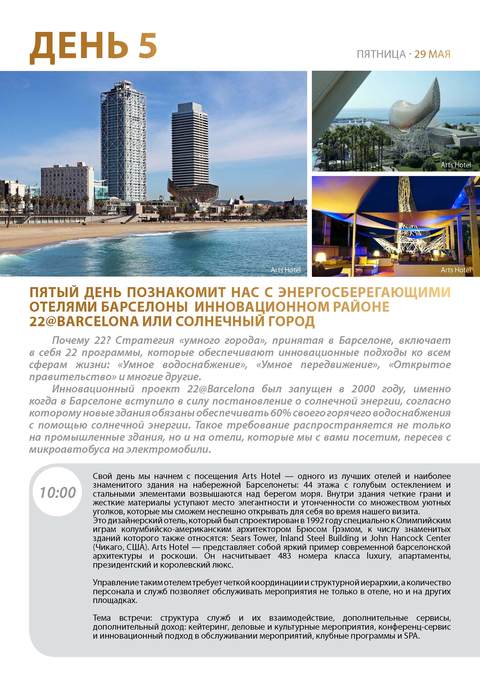 ДЕНЬ 5
ПЯТНИЦА · 29 МАЯ
Arts Hotel
Arts Hotel
Arts Hotel
ПЯТЫЙ ДЕНЬ ПОЗНАКОМИТ НАС С ЭНЕРГОСБЕРЕГАЮЩИМИ
ОТЕЛЯМИ БАРСЕЛОНЫ ИННОВАЦИОННОМ РАЙОНЕ
22@BARCELONA ИЛИ СОЛНЕЧНЫЙ ГОРОД
Почему 22? Стратегия «умного города», принятая в Барселоне, включает
в себя 22 программы, которые обеспечивают инновационные подходы ко всем
сферам жизни: «Умное водоснабжение», «Умное передвижение», «Открытое
правительство» и многие другие.
Инновационный проект 22@Barcelona был запущен в 2000 году, именно
когда в Барселоне вступило в силу постановление о солнечной энергии, согласно
которому новые здания обязаны обеспечивать 60% своего горячего водоснабжения
с помощью солнечной энергии. Такое требование распространяется не только
на промышленные здания, но и на отели, которые мы с вами посетим, пересев с
микроавтобуса на электромобили.
10:00
Свой день мы начнем с посещения Arts Hotel — одного из лучших отелей и наиболее
знаменитого здания на набережной Барселонеты: 44 этажа с голубым остеклением и
стальными элементами возвышаются над берегом моря. Внутри здания четкие грани и
жесткие материалы уступают место элегантности и утонченности со множеством уютных
уголков, которые мы сможем неспешно открывать для себя во время нашего визита.
Это дизайнерский отель, который был спроектирован в 1992 году специально к Олимпийским
играм колумбийско-американским архитектором Брюсом Грэмом, к числу знаменитых
зданий которого также относятся: Sears Tower, Inland Steel Building и John Hancock Center
(Чикаго, США). Arts Hotel — представляет собой яркий пример современной барселонской
архитектуры и роскоши. Он насчитывает 483 номера класса luxury, апартаменты,
президентский и королевский люкс.
Управление таким отелем требует четкой координации и структурной иерархии, а количество
персонала и служб позволяет обслуживать мероприятия не только в отеле, но и на других
площадках.
Тема встречи: структура служб и их взаимодействие, дополнительные сервисы,
дополнительный доход: кейтеринг, деловые и культурные мероприятия, конференц-сервис
и инновационный подход в обслуживании мероприятий, клубные программы и SPA.